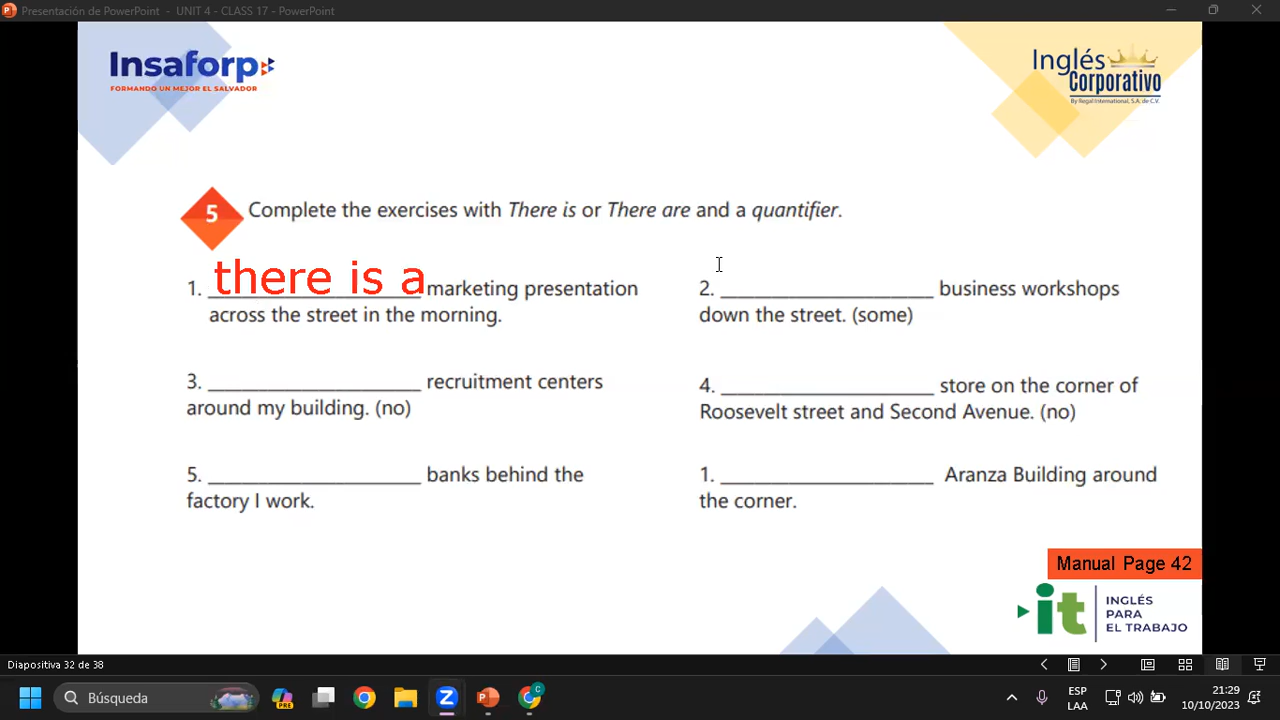 Presentación de PowerPoint - UNIT 4 - CLASS 17 - PowerPoint
Insaforp
FORMANDO UN MEJOR EL SALVADOR
Inglés
Corporativo
By Regal International, S.A. de C.V.
5 Complete the exercises with There is or There are and a quantifier.
there is a
1. ____________________ marketing presentation
across the street in the morning.
2. ____________________ business workshops
down the street. (some)
3. ____________________ recruitment centers
around my building. (no)
4. ____________________ store on the corner of
Roosevelt street and Second Avenue. (no)
5. ____________________ banks behind the
factory I work.
1. ____________________ Aranza Building around
the corner.
Manual Page 42
it
INGLÉS
PARA
EL TRABAJO
Diapositiva 32 de 38
Búsqueda
PRE
Z
C
ESP
LAA
21:29
10/10/2023